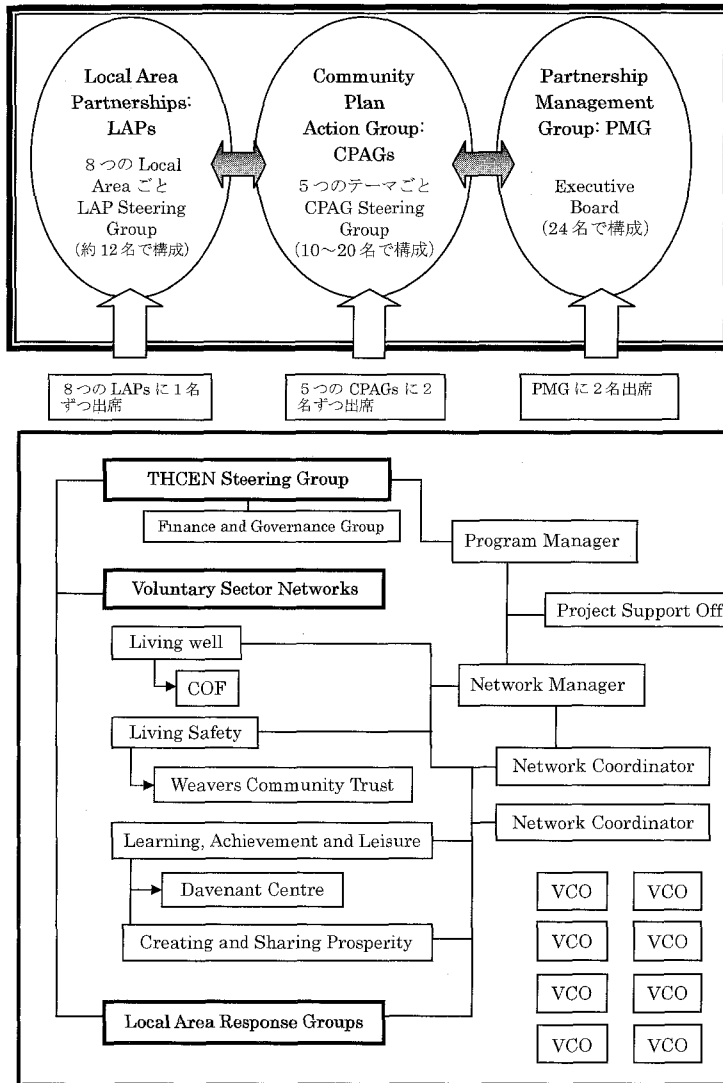 Local Area
Partnerships:
LAPs
8つの Local
Area ごと
LAP Steering
Group
(約 12 名で構成)
Community
Plan
Action Group:
CPAGs
5つのテーマごと
CPAG Steering
Group
(10～20 名で構成)
Partnership
Management
Group: PMG
Executive
Board
(24 名で構成)
8つの LAPs に 1 名
ずつ出席
5つの CPAGs に 2
名ずつ出席
PMG に 2 名出席
THCEN Steering Group
Finance and Governance Group
Program Manager
Voluntary Sector Networks
Project Support Off
Living well
COF
Network Manager
Living Safety
Weavers Community Trust
Network Coordinator
Learning, Achievement and Leisure
Network Coordinator
Davenant Centre
Creating and Sharing Prosperity
Local Area Response Groups
VCO VCO
VCO VCO
VCO VCO
VCO VCO